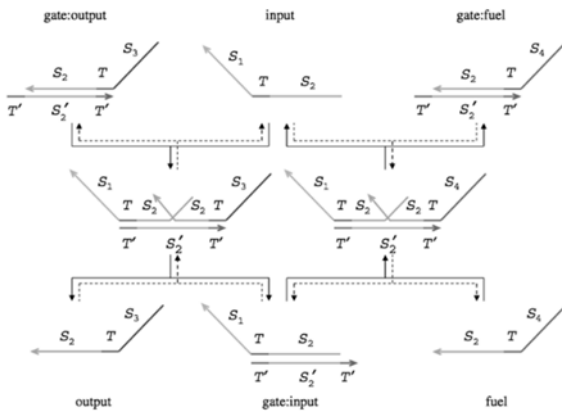 gate:output input gate:fuel
S₃ S₄
S₁
S₂ T T S₂ S₂ T
T′ S₂′ T′ T′ S₂′ T′
S₁ S₃ S₁ S₄
T S₂ S₂ T T S₂ S₂ T
T′ S₂′ T′ T′ S₂′ T′
S₃ S₁ S₄
S₂ T T S₂ S₂ T
T′ S₂′ T′
output gate:input fuel